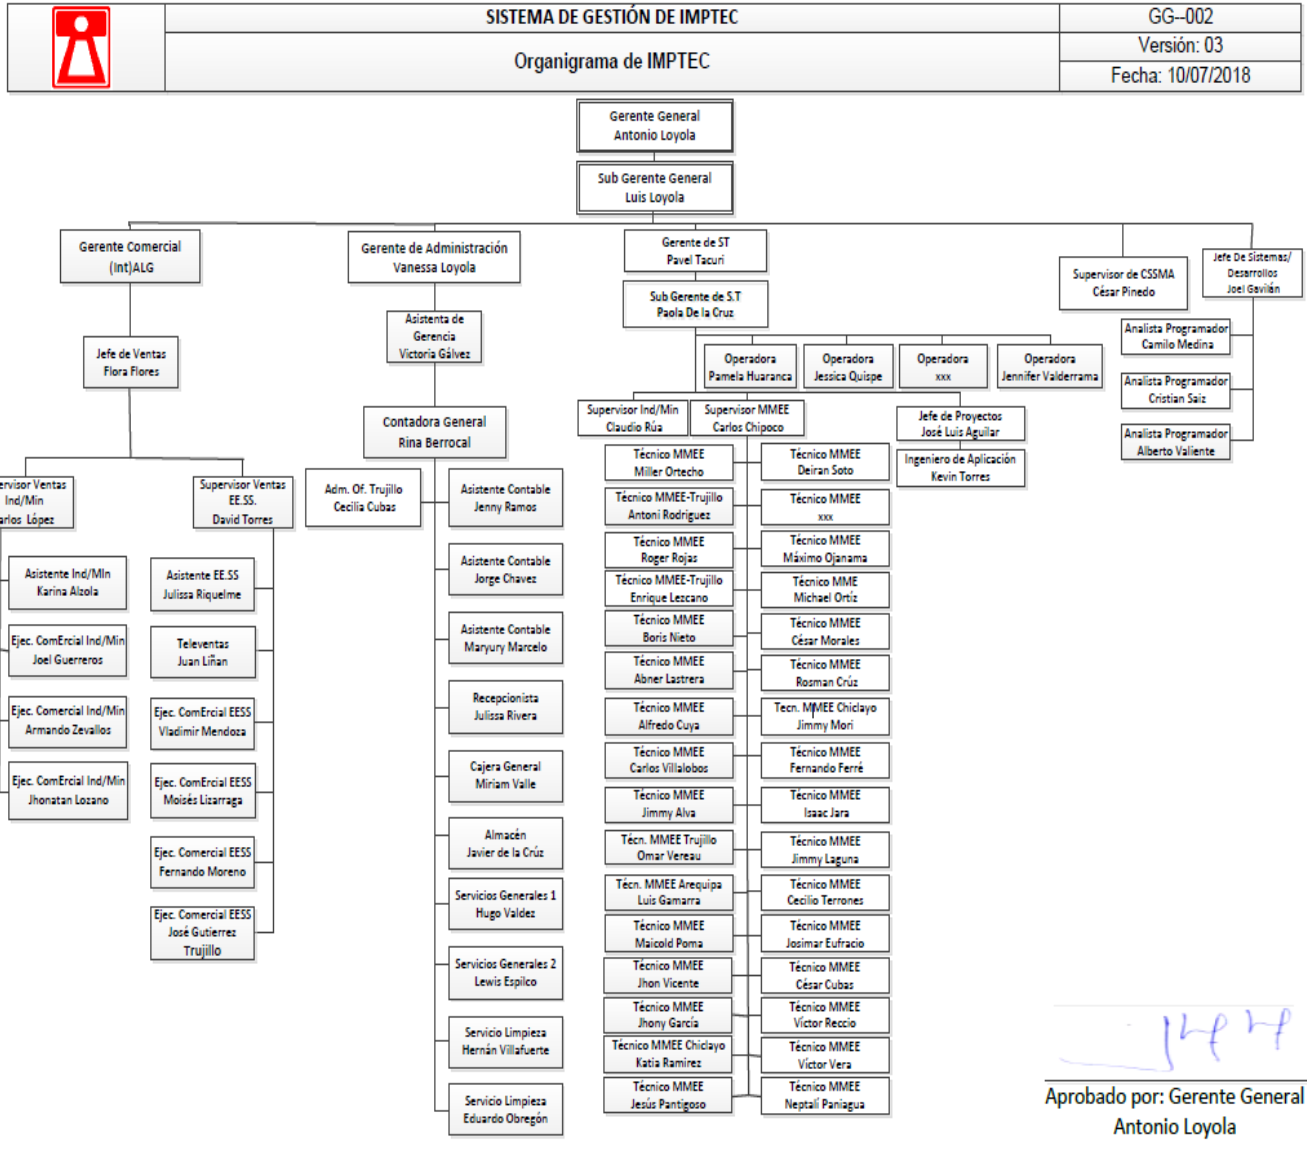 SISTEMA DE GESTIÓN DE IMPTEC
Organigrama de IMPTEC
GG--002
Versión: 03
Fecha: 10/07/2018
Gerente General
Antonio Loyola
Sub Gerente General
Luis Loyola
Gerente Comercial
(Int)ALG
Jefe de Ventas
Flora Flores
ervisor Ventas
Ind/Min
arlos López
Asistente Ind/MIn
Karina Alzola
Ejec. ComErcial Ind/Min
Joel Guerreros
Ejec. Comercial Ind/Min
Armando Zevallos
Ejec. ComErcial Ind/Min
Jhonatan Lozano
Supervisor Ventas
EE.SS.
David Torres
Asistente EE.SS
Julissa Riquelme
Televentas
Juan Liñan
Ejec. ComErcial EESS
Vladimir Mendoza
Ejec. ComErcial EESS
Moisés Lizarraga
Ejec. Comercial EESS
Fernando Moreno
Ejec. Comercial EESS
José Gutierrez
Trujillo
Gerente de Administración
Vanessa Loyola
Asistenta de
Gerencia
Victoria Gálvez
Contadora General
Rina Berrocal
Adm. Of. Trujillo
Cecilia Cubas
Asistente Contable
Jenny Ramos
Asistente Contable
Jorge Chavez
Asistente Contable
Maryury Marcelo
Recepcionista
Julissa Rivera
Cajera General
Miriam Valle
Almacén
Javier de la Crúz
Servicios Generales 1
Hugo Valdez
Servicios Generales 2
Lewis Espilco
Servicio Limpieza
Hernán Villafuerte
Servicio Limpieza
Eduardo Obregón
Gerente de ST
Pavel Tacuri
Sub Gerente de S.T
Paola De la Cruz
Operadora
Pamela Huaranca
Operadora
Jessica Quispe
Operadora
xxx
Operadora
Jennifer Valderrama
Supervisor Ind/Min
Claudio Rúa
Supervisor MMEE
Carlos Chipoco
Jefe de Proyectos
José Luis Aguilar
Ingeniero de Aplicación
Kevin Torres
Técnico MMEE
Miller Ortecho
Técnico MMEE
Deiran Soto
Técnico MMEE-Trujillo
Antoni Rodriguez
Técnico MMEE
xxx
Técnico MMEE
Roger Rojas
Técnico MMEE
Máximo Ojanama
Técnico MMEE-Trujillo
Enrique Lezcano
Técnico MME
Michael Ortíz
Técnico MMEE
Boris Nieto
Técnico MMEE
César Morales
Técnico MMEE
Abner Lastrera
Técnico MMEE
Rosman Crúz
Técnico MMEE
Alfredo Cuya
Tecn. MMEE Chiclayo
Jimmy Mori
Técnico MMEE
Carlos Villalobos
Técnico MMEE
Fernando Ferré
Técnico MMEE
Jimmy Alva
Técnico MMEE
Isaac Jara
Técn. MMEE Trujillo
Omar Vereau
Técnico MMEE
Jimmy Laguna
Técn. MMEE Arequipa
Luis Gamarra
Técnico MMEE
Cecilio Terrones
Técnico MMEE
Maicold Poma
Técnico MMEE
Josimar Eufracio
Técnico MMEE
Jhon Vicente
Técnico MMEE
César Cubas
Técnico MMEE
Jhony García
Técnico MMEE
Víctor Reccio
Técnico MMEE Chiclayo
Katia Ramirez
Técnico MMEE
Víctor Vera
Técnico MMEE
Jesús Pantigoso
Técnico MMEE
Neptalí Paniagua
Supervisor de CSSMA
César Pinedo
Jefe De Sistemas/
Desarrollos
Joel Gavilán
Analista Programador
Camilo Medina
Analista Programador
Cristian Saiz
Analista Programador
Alberto Valiente
Aprobado por: Gerente General
Antonio Loyola